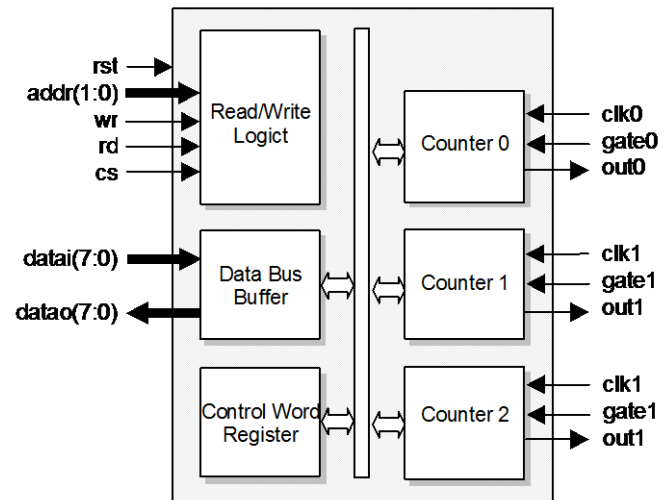 rst
addr(1:0)
wr
rd
cs
Read/Write
Logict
datai(7:0)
datao(7:0)
Data Bus
Buffer
Control Word
Register
Counter 0
clk0
gate0
out0
Counter 1
clk1
gate1
out1
Counter 2
clk1
gate1
out1